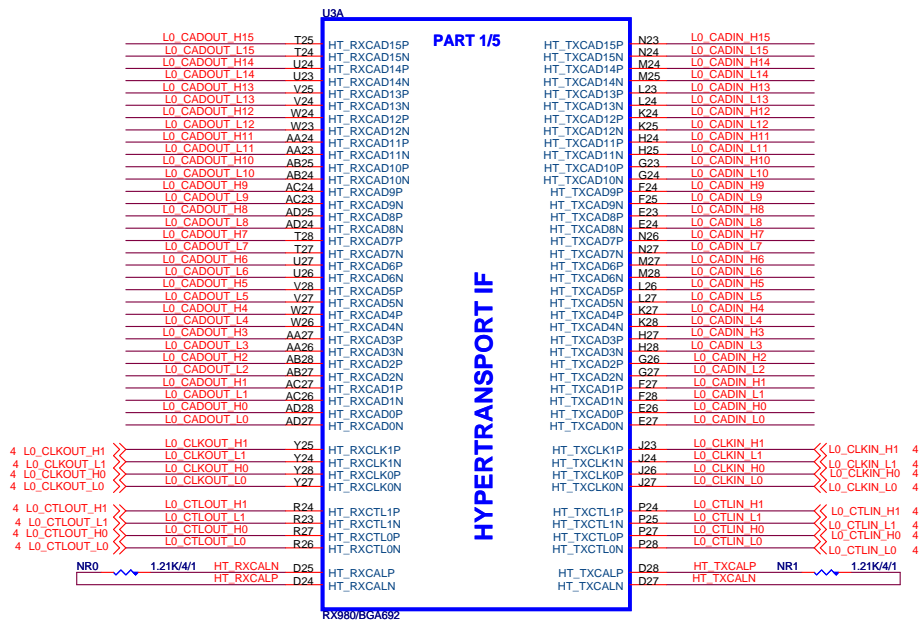 U3A
PART 1/5
L0_CADOUT_H15 T25 HT_RXCAD15P HT_TXCAD15P N23 L0_CADIN_H15
L0_CADOUT_L15 T24 HT_RXCAD15N HT_TXCAD15N N24 L0_CADIN_L15
L0_CADOUT_H14 U24 HT_RXCAD14P HT_TXCAD14P M24 L0_CADIN_H14
L0_CADOUT_L14 U23 HT_RXCAD14N HT_TXCAD14N M25 L0_CADIN_L14
L0_CADOUT_H13 V25 HT_RXCAD13P HT_TXCAD13P L23 L0_CADIN_H13
L0_CADOUT_L13 V24 HT_RXCAD13N HT_TXCAD13N L24 L0_CADIN_L13
L0_CADOUT_H12 W24 HT_RXCAD12P HT_TXCAD12P K24 L0_CADIN_H12
L0_CADOUT_L12 W23 HT_RXCAD12N HT_TXCAD12N K25 L0_CADIN_L12
L0_CADOUT_H11 AA24 HT_RXCAD11P HT_TXCAD11P H24 L0_CADIN_H11
L0_CADOUT_L11 AA23 HT_RXCAD11N HT_TXCAD11N H25 L0_CADIN_L11
L0_CADOUT_H10 AB25 HT_RXCAD10P HT_TXCAD10P G23 L0_CADIN_H10
L0_CADOUT_L10 AB24 HT_RXCAD10N HT_TXCAD10N G24 L0_CADIN_L10
L0_CADOUT_H9 AC24 HT_RXCAD9P HT_TXCAD9P F24 L0_CADIN_H9
L0_CADOUT_L9 AC23 HT_RXCAD9N HT_TXCAD9N F25 L0_CADIN_L9
L0_CADOUT_H8 AD25 HT_RXCAD8P HT_TXCAD8P E23 L0_CADIN_H8
L0_CADOUT_L8 AD24 HT_RXCAD8N HT_TXCAD8N E24 L0_CADIN_L8
L0_CADOUT_H7 T28 HT_RXCAD7P HT_TXCAD7P N26 L0_CADIN_H7
L0_CADOUT_L7 T27 HT_RXCAD7N HT_TXCAD7N N27 L0_CADIN_L7
L0_CADOUT_H6 U27 HT_RXCAD6P HT_TXCAD6P M27 L0_CADIN_H6
L0_CADOUT_L6 U26 HT_RXCAD6N HT_TXCAD6N M28 L0_CADIN_L6
L0_CADOUT_H5 V28 HT_RXCAD5P HT_TXCAD5P L26 L0_CADIN_H5
L0_CADOUT_L5 V27 HT_RXCAD5N HT_TXCAD5N L27 L0_CADIN_L5
L0_CADOUT_H4 W27 HT_RXCAD4P HT_TXCAD4P K27 L0_CADIN_H4
L0_CADOUT_L4 W26 HT_RXCAD4N HT_TXCAD4N K28 L0_CADIN_L4
L0_CADOUT_H3 AA27 HT_RXCAD3P HT_TXCAD3P H27 L0_CADIN_H3
L0_CADOUT_L3 AA26 HT_RXCAD3N HT_TXCAD3N H28 L0_CADIN_L3
L0_CADOUT_H2 AB28 HT_RXCAD2P HT_TXCAD2P G26 L0_CADIN_H2
L0_CADOUT_L2 AB27 HT_RXCAD2N HT_TXCAD2N G27 L0_CADIN_L2
L0_CADOUT_H1 AC27 HT_RXCAD1P HT_TXCAD1P F27 L0_CADIN_H1
L0_CADOUT_L1 AC26 HT_RXCAD1N HT_TXCAD1N F28 L0_CADIN_L1
L0_CADOUT_H0 AD28 HT_RXCAD0P HT_TXCAD0P E26 L0_CADIN_H0
L0_CADOUT_L0 AD27 HT_RXCAD0N HT_TXCAD0N E27 L0_CADIN_L0
HYPERTRANSPORT IF
4 L0_CLKOUT_H1 L0_CLKOUT_H1 Y25 HT_RXCLK1P HT_TXCLK1P J23 L0_CLKIN_H1 L0_CLKIN_H1 4
4 L0_CLKOUT_L1 L0_CLKOUT_L1 Y24 HT_RXCLK1N HT_TXCLK1N J24 L0_CLKIN_L1 L0_CLKIN_L1 4
4 L0_CLKOUT_H0 L0_CLKOUT_H0 Y28 HT_RXCLK0P HT_TXCLK0P J26 L0_CLKIN_H0 L0_CLKIN_H0 4
4 L0_CLKOUT_L0 L0_CLKOUT_L0 Y27 HT_RXCLK0N HT_TXCLK0N J27 L0_CLKIN_L0 L0_CLKIN_L0 4
4 L0_CTLOUT_H1 L0_CTLOUT_H1 R24 HT_RXCTL1P HT_TXCTL1P P24 L0_CTLIN_H1 L0_CTLIN_H1 4
4 L0_CTLOUT_L1 L0_CTLOUT_L1 R23 HT_RXCTL1N HT_TXCTL1N P25 L0_CTLIN_L1 L0_CTLIN_L1 4
4 L0_CTLOUT_H0 L0_CTLOUT_H0 R27 HT_RXCTL0P HT_TXCTL0P P27 L0_CTLIN_H0 L0_CTLIN_H0 4
4 L0_CTLOUT_L0 L0_CTLOUT_L0 R26 HT_RXCTL0N HT_TXCTL0N P28 L0_CTLIN_L0 L0_CTLIN_L0 4
NR0 1.21K/4/1 HT_RXCALP D25 HT_RXCALP HT_TXCALP D28 HT_TXCALP NR1 1.21K/4/1
HT_RXCALP D24 HT_RXCALN HT_TXCALN D27 HT_TXCALN
RX980/BGA692